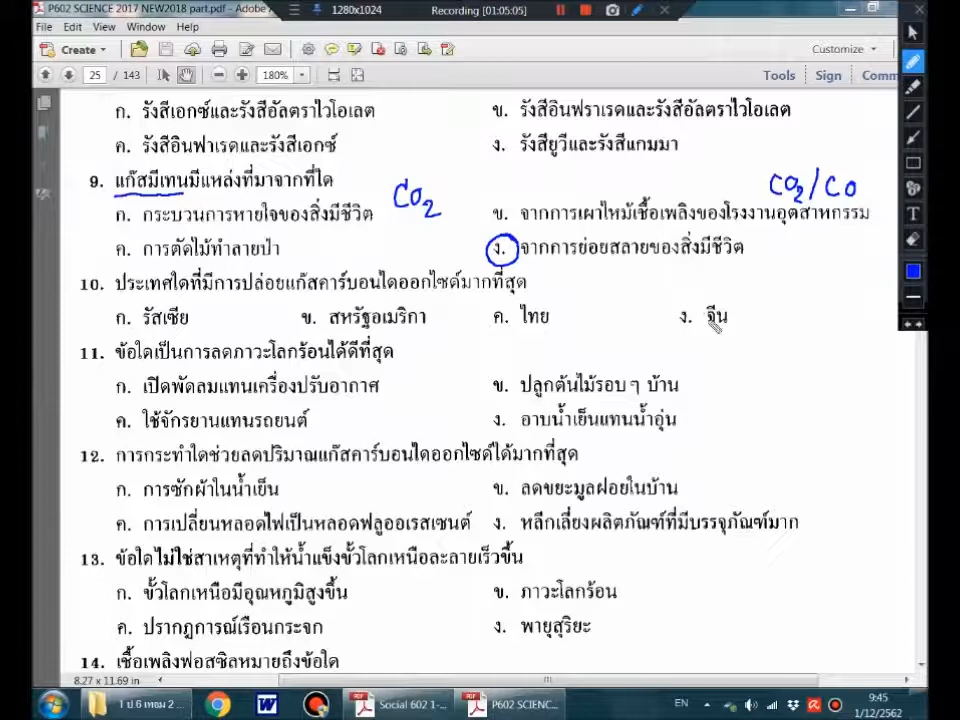 P602 SCIENCE 2017 NEW2018 part.pdf - Adobe
1280x1024
Recording [01:05:05]
File Edit View Window Help
Create
Customize
25 / 143
180%
Tools Sign Comm
ก. รังสีเอกซ์และรังสีอัลตราไวโอเลต ข. รังสีอินฟราเรดและรังสีอัลตราไวโอเลต
ค. รังสีอินฟาเรดและรังสีเอกซ์ ง. รังสียูวีและรังสีแกมมา
9. แก๊สมีเทนมีแหล่งที่มาจากที่ใด
CO2 CO2/CO
ก. กระบวนการหายใจของสิ่งมีชีวิต ข. จากการเผาไหม้เชื้อเพลิงของโรงงานอุตสาหกรรม
ค. การตัดไม้ทำลายป่า ง. จากการย่อยสลายของสิ่งมีชีวิต
10. ประเทศใดที่มีการปล่อยแก๊สคาร์บอนไดออกไซด์มากที่สุด
ก. รัสเซีย ข. สหรัฐอเมริกา ค. ไทย ง. จีน
11. ข้อใดเป็นการลดภาวะโลกร้อนได้ดีที่สุด
ก. เปิดพัดลมแทนเครื่องปรับอากาศ ข. ปลูกต้นไม้รอบ ๆ บ้าน
ค. ใช้จักรยานแทนรถยนต์ ง. อาบน้ำเย็นแทนน้ำอุ่น
12. การกระทำใดช่วยลดปริมาณแก๊สคาร์บอนไดออกไซด์ได้มากที่สุด
ก. การซักผ้าในน้ำเย็น ข. ลดขยะมูลฝอยในบ้าน
ค. การเปลี่ยนหลอดไฟเป็นหลอดฟลูออเรสเซนต์ ง. หลีกเลี่ยงผลิตภัณฑ์ที่มีบรรจุภัณฑ์มาก
13. ข้อใดไม่ใช่สาเหตุที่ทำให้น้ำแข็งขั้วโลกเหนือละลายเร็วขึ้น
ก. ขั้วโลกเหนือมีอุณหภูมิสูงขึ้น ข. ภาวะโลกร้อน
ค. ปรากฏการณ์เรือนกระจก ง. พายุสุริยะ
14. เชื้อเพลิงฟอสซิลหมายถึงข้อใด
8.27 x 11.69 in
1 ป.6 เทอม 2 ... Social 602 1-... P602 SCIENC... EN 9:45
1/12/2562